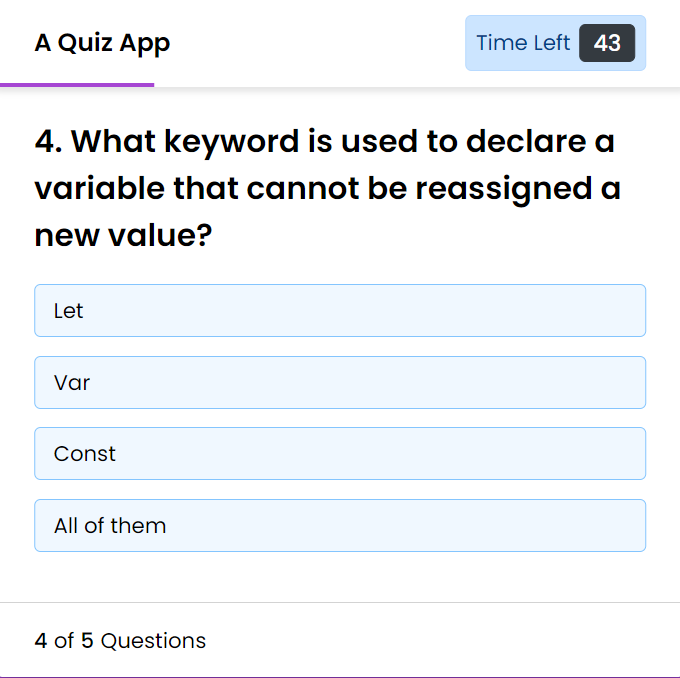 A Quiz App
Time Left 43
4. What keyword is used to declare a
variable that cannot be reassigned a
new value?
Let
Var
Const
All of them
4 of 5 Questions